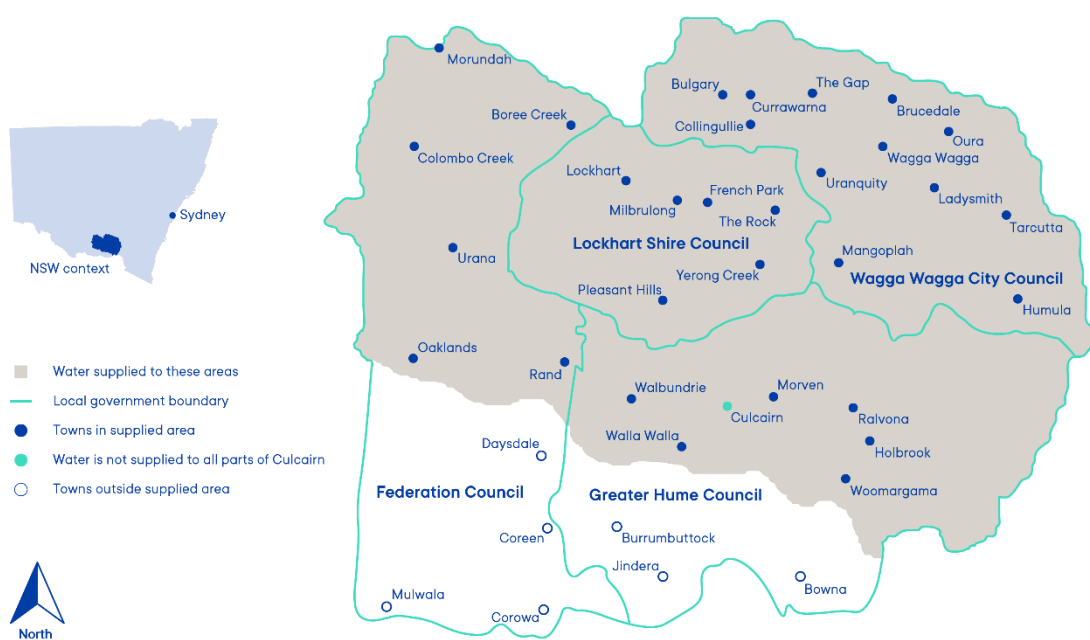 Morundah
Bulgary
The Gap
Currawarna
Brucedale
Boree Creek
Collingullie
Oura
Colombo Creek
Wagga Wagga
Lockhart
Uranquity
French Park
Ladysmith
Milbrulong
The Rock
Tarcutta
Sydney
Lockhart Shire Council
Urana
Mangoplah
NSW context
Yerong Creek
Wagga Wagga City Council
Pleasant Hills
Humula
Oaklands
Rand
Water supplied to these areas
Local government boundary
Towns in supplied area
Water is not supplied to all parts of Culcairn
Towns outside supplied area
Walbundrie
Morven
Culcairn
Ralvona
Walla Walla
Holbrook
Daysdale
Woomargama
Federation Council
Greater Hume Council
Coreen
Burrumbuttock
Jindera
Bowna
Mulwala
Corowa
North